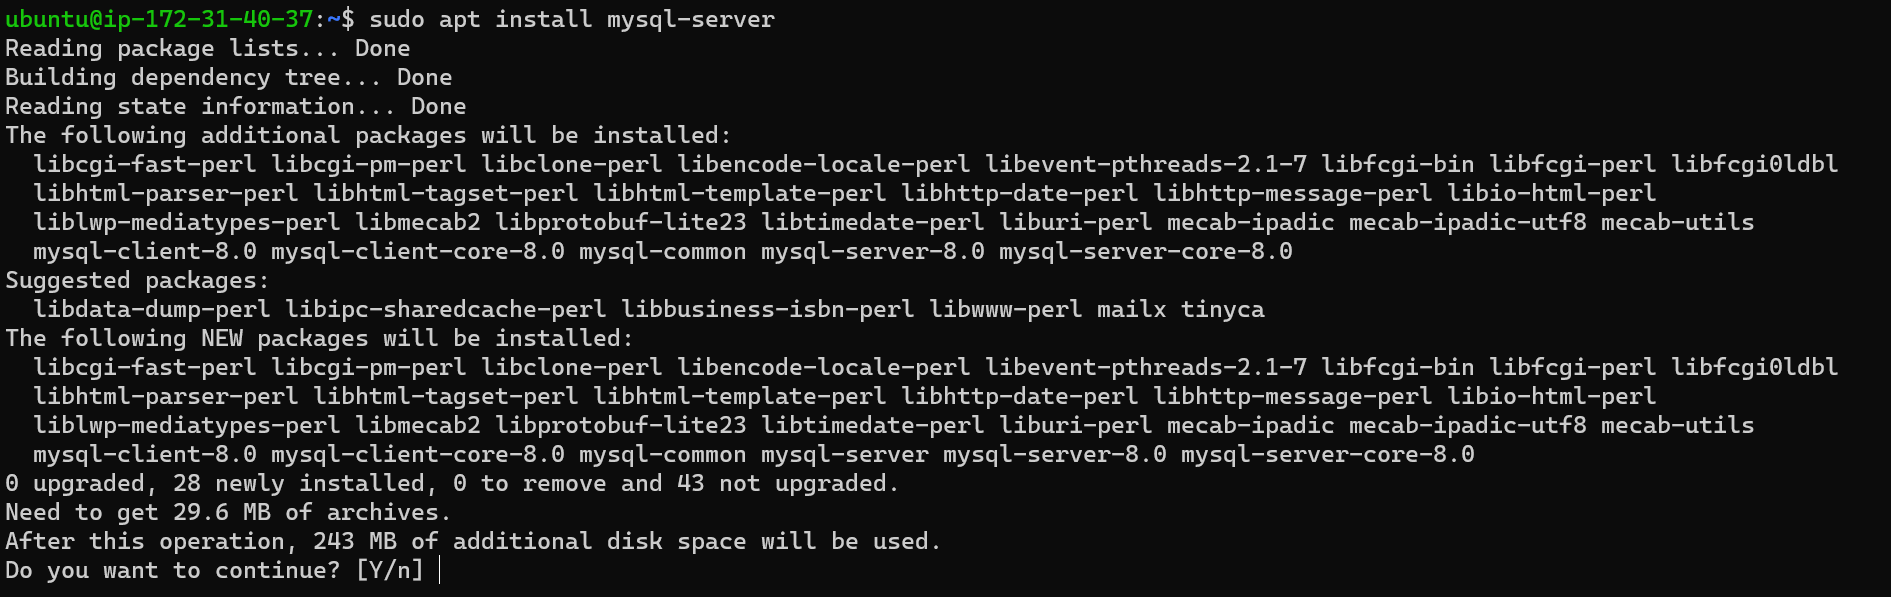 ubuntu@ip-172-31-40-37:~$ sudo apt install mysql-server
Reading package lists... Done
Building dependency tree... Done
Reading state information... Done
The following additional packages will be installed:
  libcgi-fast-perl libcgi-pm-perl libclone-perl libencode-locale-perl libevent-pthreads-2.1-7 libfcgi-bin libfcgi-perl libfcgi0ldbl
  libhtml-parser-perl libhtml-tagset-perl libhtml-template-perl libhttp-date-perl libhttp-message-perl libio-html-perl
  liblwp-mediatypes-perl libmecab2 libprotobuf-lite23 libtimedate-perl liburi-perl mecab-ipadic mecab-ipadic-utf8 mecab-utils
  mysql-client-8.0 mysql-client-core-8.0 mysql-common mysql-server-8.0 mysql-server-core-8.0
Suggested packages:
  libdata-dump-perl libipc-sharedcache-perl libbusiness-isbn-perl libwww-perl mailx tinyca
The following NEW packages will be installed:
  libcgi-fast-perl libcgi-pm-perl libclone-perl libencode-locale-perl libevent-pthreads-2.1-7 libfcgi-bin libfcgi-perl libfcgi0ldbl
  libhtml-parser-perl libhtml-tagset-perl libhtml-template-perl libhttp-date-perl libhttp-message-perl libio-html-perl
  liblwp-mediatypes-perl libmecab2 libprotobuf-lite23 libtimedate-perl liburi-perl mecab-ipadic mecab-ipadic-utf8 mecab-utils
  mysql-client-8.0 mysql-client-core-8.0 mysql-common mysql-server mysql-server-8.0 mysql-server-core-8.0
0 upgraded, 28 newly installed, 0 to remove and 43 not upgraded.
Need to get 29.6 MB of archives.
After this operation, 243 MB of additional disk space will be used.
Do you want to continue? [Y/n]